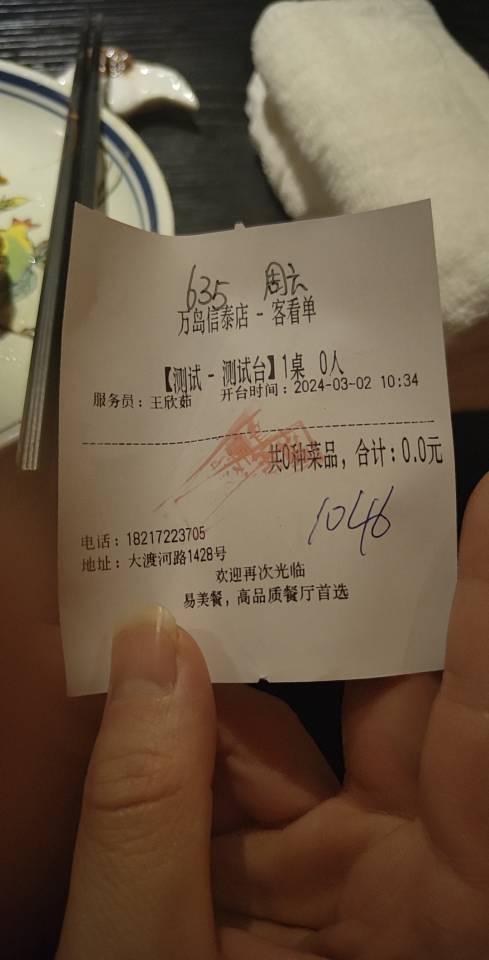 635 周六
万岛信泰店 - 客看单
【测试 - 测试台】1桌 0人
服务员：王欣茹 开台时间：2024-03-02 10:34
共0种菜品，合计：0.0元
1046
电话：18217223705
地址：大渡河路1428号
欢迎再次光临
易美餐，高品质餐厅首选